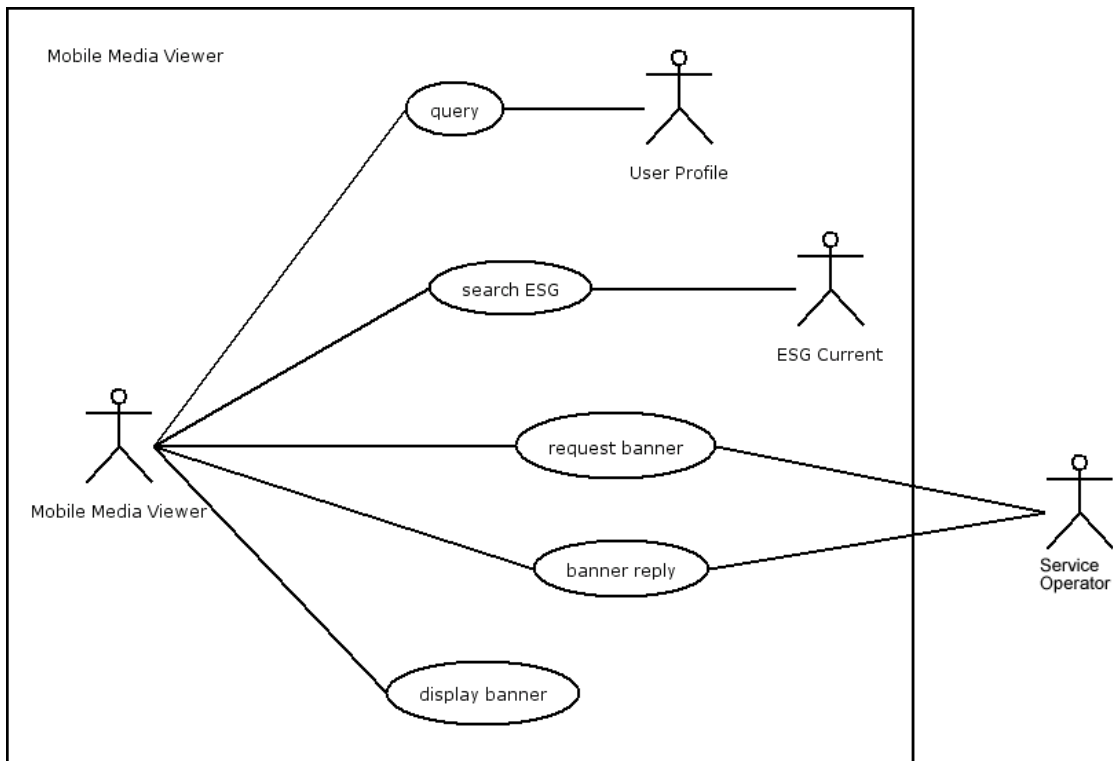 Mobile Media Viewer
query
User Profile
search ESG
ESG Current
request banner
Mobile Media Viewer
banner reply
Service
Operator
display banner